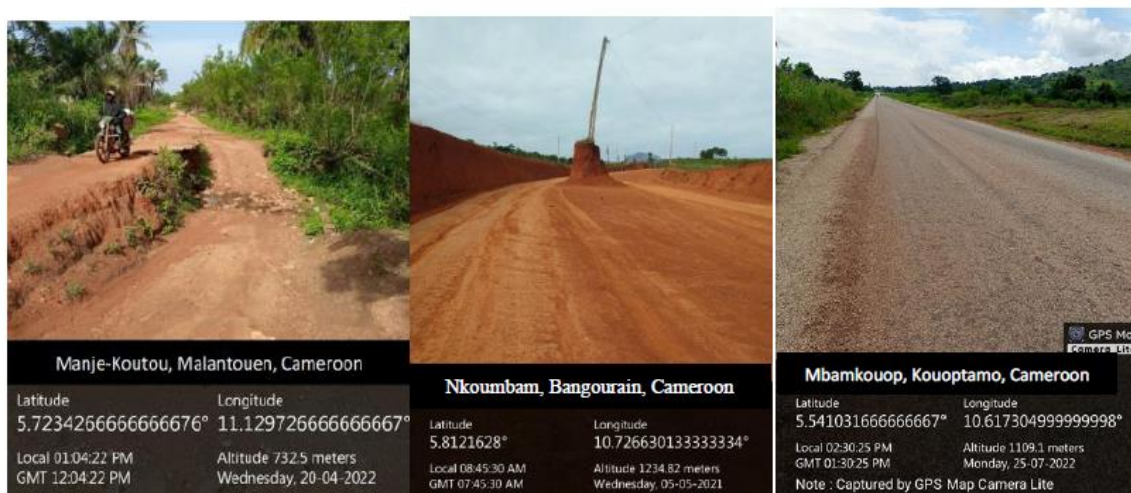 Manje-Koutou, Malantouen, Cameroon
Latitude
5.7234266666666676°
Longitude
11.129726666666667°
Local 01:04:22 PM
GMT 12:04:22 PM
Altitude 732.5 meters
Wednesday, 20-04-2022
Nkoumbam, Bangourain, Cameroon
Latitude
5.8121628°
Longitude
10.726630133333334°
Local 08:45:30 AM
GMT 07:45:30 AM
Altitude 1234.82 meters
Wednesday, 05-05-2021
GPS Ma
Camera Lite
Mbamkouop, Kouoptamo, Cameroon
Latitude
5.541031666666667°
Longitude
10.617304999999998°
Local 02:30:25 PM
GMT 01:30:25 PM
Altitude 1109.1 meters
Monday, 25-07-2022
Note : Captured by GPS Map Camera Lite